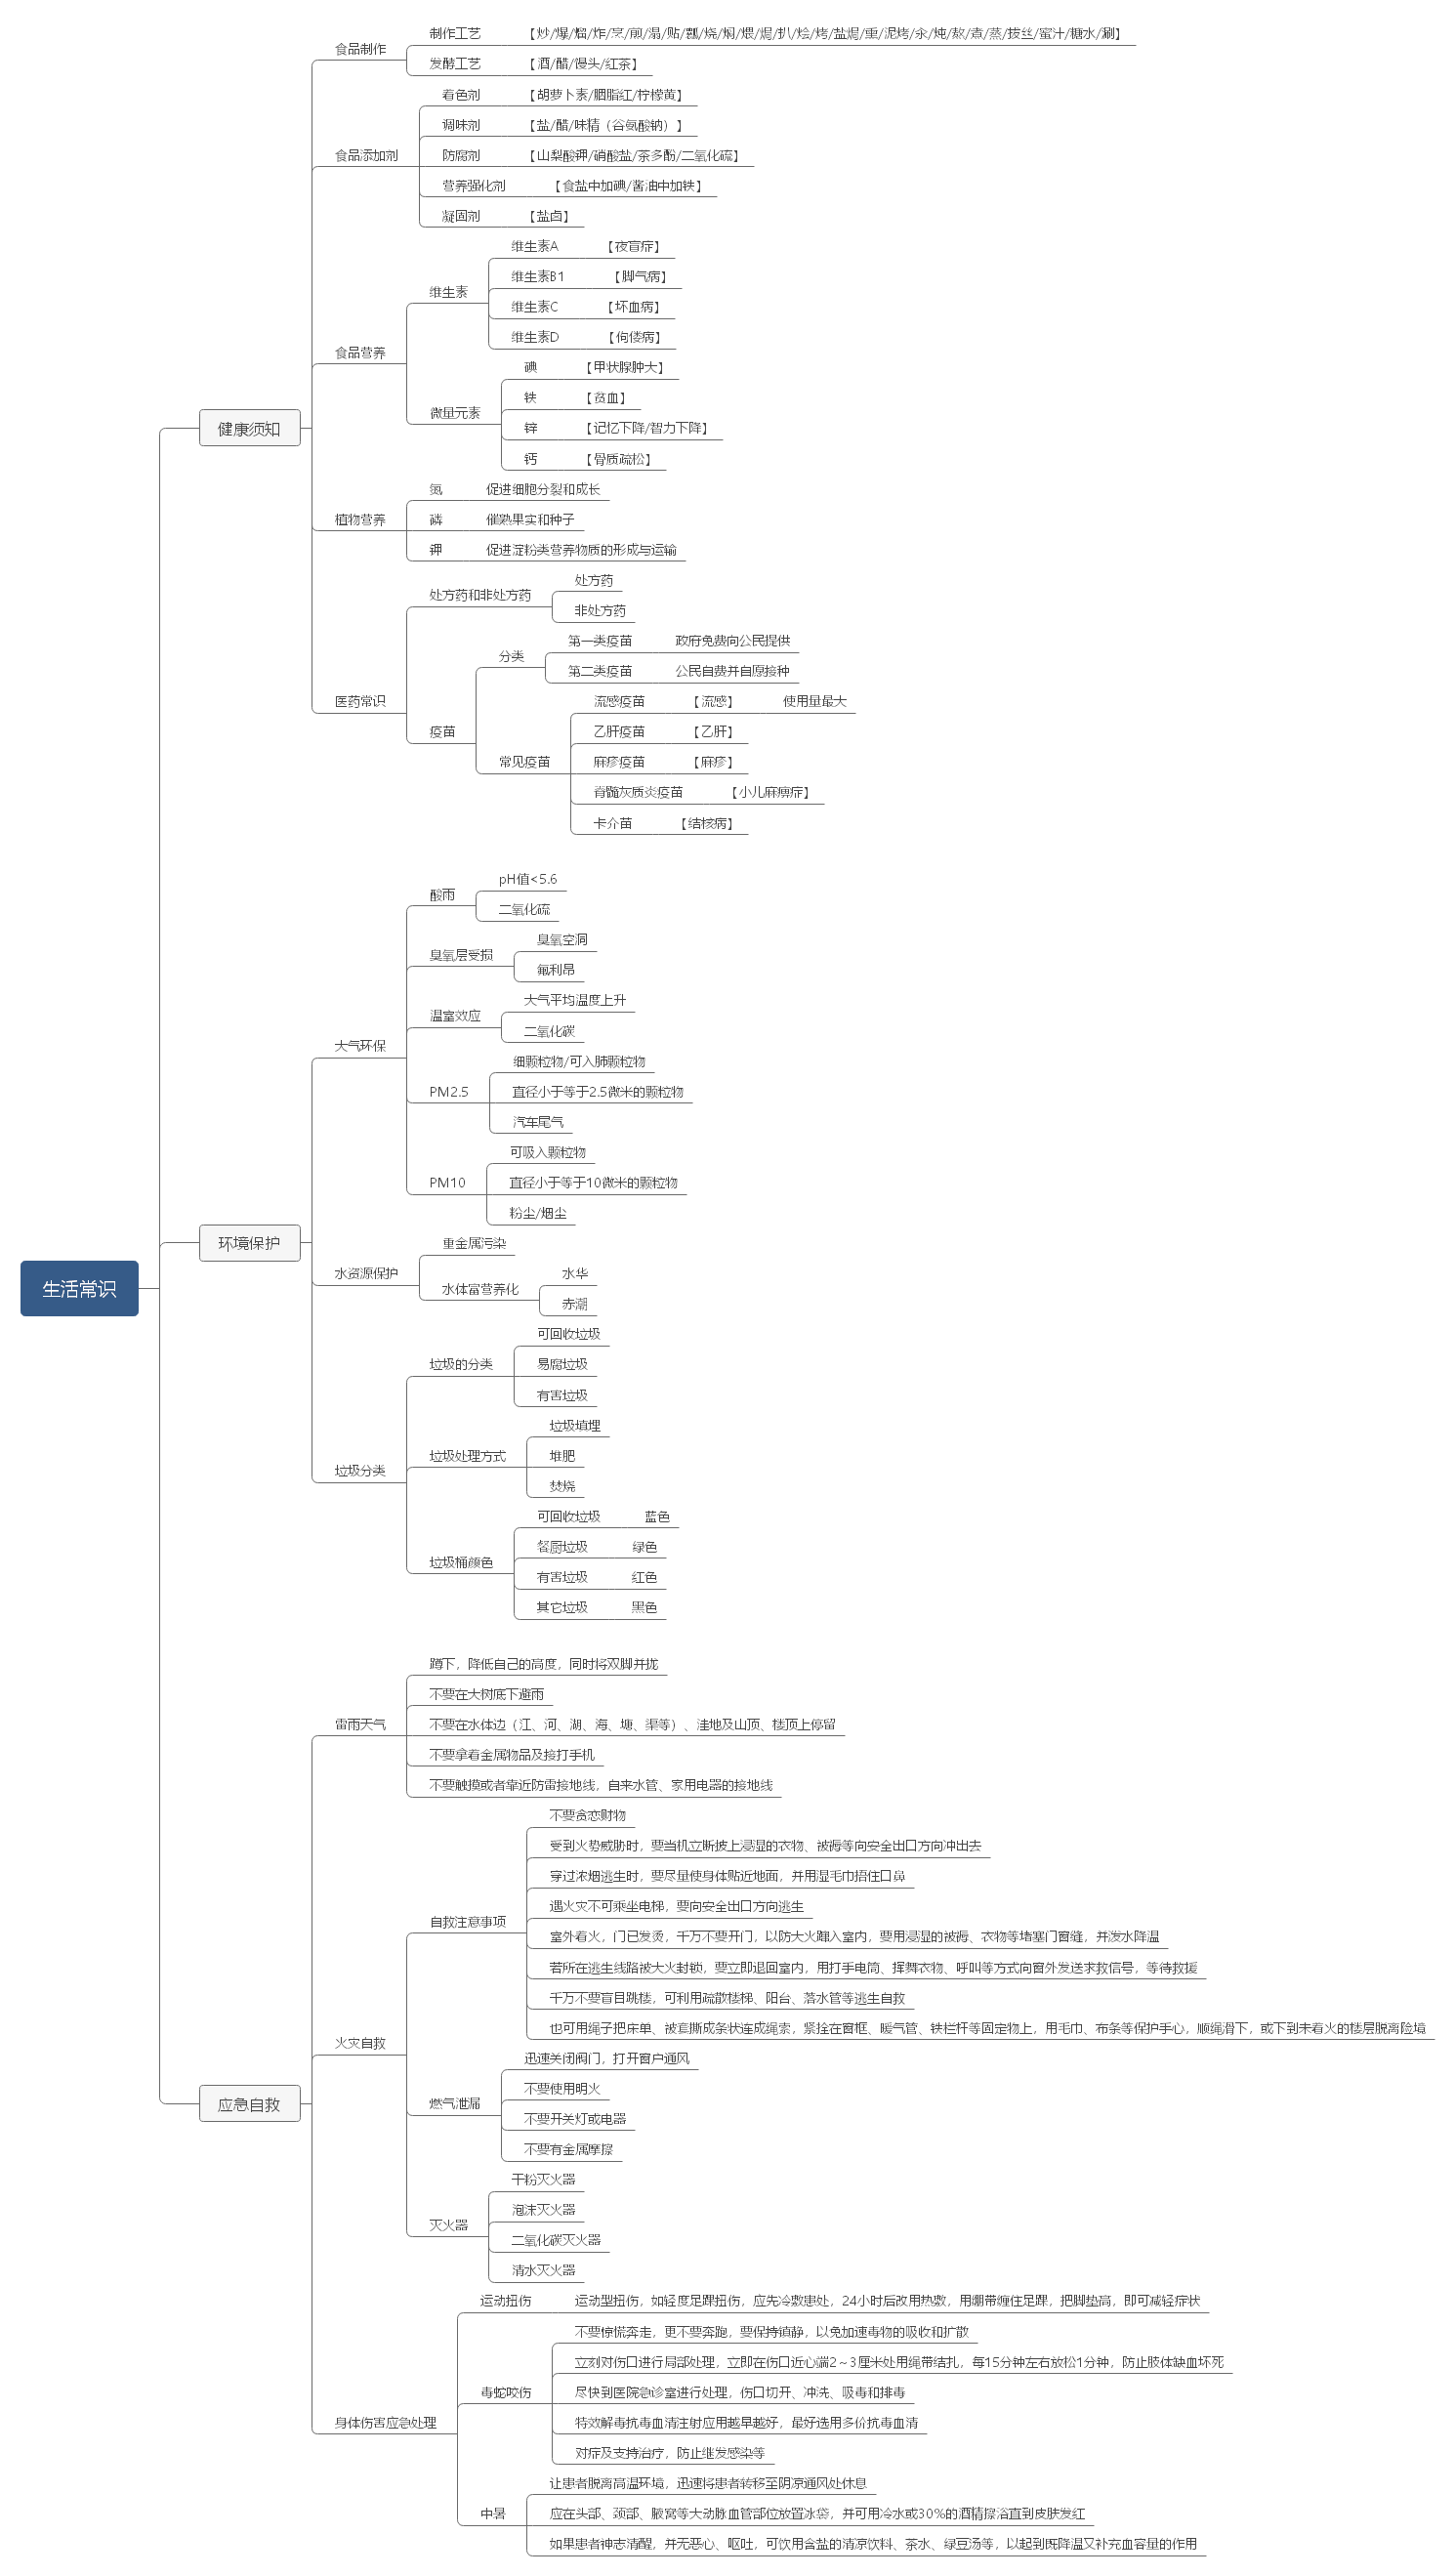 生活常识
健康须知
食品制作
制作工艺 【炒/爆/熘/炸/烹/煎/溻/贴/瓤/烧/焖/煨/焗/扒/烩/烤/盐焗/熏/泥烤/汆/炖/熬/煮/蒸/拔丝/蜜汁/糖水/涮】
发酵工艺 【酒/醋/馒头/红茶】
食品添加剂
着色剂 【胡萝卜素/胭脂红/柠檬黄】
调味剂 【盐/醋/味精（谷氨酸钠）】
防腐剂 【山梨酸钾/硝酸盐/茶多酚/二氧化硫】
营养强化剂 【食盐中加碘/酱油中加铁】
凝固剂 【盐卤】
食品营养
维生素
维生素A 【夜盲症】
维生素B1 【脚气病】
维生素C 【坏血病】
维生素D 【佝偻病】
微量元素
碘 【甲状腺肿大】
铁 【贫血】
锌 【记忆下降/智力下降】
钙 【骨质疏松】
植物营养
氮 促进细胞分裂和成长
磷 催熟果实和种子
钾 促进淀粉类营养物质的形成与运输
医药常识
处方药和非处方药
处方药
非处方药
疫苗
分类
第一类疫苗 政府免费向公民提供
第二类疫苗 公民自费并自愿接种
常见疫苗
流感疫苗 【流感】 使用量最大
乙肝疫苗 【乙肝】
麻疹疫苗 【麻疹】
脊髓灰质炎疫苗 【小儿麻痹症】
卡介苗 【结核病】
环境保护
大气环保
酸雨
pH值<5.6
二氧化硫
臭氧层受损
臭氧空洞
氟利昂
温室效应
大气平均温度上升
二氧化碳
PM2.5
细颗粒物/可入肺颗粒物
直径小于等于2.5微米的颗粒物
汽车尾气
PM10
可吸入颗粒物
直径小于等于10微米的颗粒物
粉尘/烟尘
水资源保护
重金属污染
水体富营养化
水华
赤潮
垃圾分类
垃圾的分类
可回收垃圾
易腐垃圾
有害垃圾
垃圾处理方式
垃圾填埋
堆肥
焚烧
垃圾桶颜色
可回收垃圾 蓝色
餐厨垃圾 绿色
有害垃圾 红色
其它垃圾 黑色
应急自救
雷雨天气
蹲下，降低自己的高度，同时将双脚并拢
不要在大树底下避雨
不要在水体边（江、河、湖、海、塘、渠等）、洼地及山顶、楼顶上停留
不要拿着金属物品及接打手机
不要触摸或者靠近防雷接地线，自来水管、家用电器的接地线
火灾自救
自救注意事项
不要贪恋财物
受到火势威胁时，要当机立断披上浸湿的衣物、被褥等向安全出口方向冲出去
穿过浓烟逃生时，要尽量使身体贴近地面，并用湿毛巾捂住口鼻
遇火灾不可乘坐电梯，要向安全出口方向逃生
室外着火，门已发烫，千万不要开门，以防大火蹿入室内，要用浸湿的被褥、衣物等堵塞门窗缝，并泼水降温
若所在逃生线路被大火封锁，要立即退回室内，用打手电筒、挥舞衣物、呼叫等方式向窗外发送求救信号，等待救援
千万不要盲目跳楼，可利用疏散楼梯、阳台、落水管等逃生自救
也可用绳子把床单、被套撕成条状连成绳索，紧拴在窗框、暖气管、铁栏杆等固定物上，用毛巾、布条等保护手心，顺绳滑下，或下到未着火的楼层脱离险境
燃气泄漏
迅速关闭阀门，打开窗户通风
不要使用明火
不要开关灯或电器
不要有金属摩擦
灭火器
干粉灭火器
泡沫灭火器
二氧化碳灭火器
清水灭火器
身体伤害应急处理
运动扭伤 运动型扭伤，如轻度足踝扭伤，应先冷敷患处，24小时后改用热敷，用绷带缠住足踝，把脚垫高，即可减轻症状
毒蛇咬伤
不要惊慌奔走，更不要奔跑，要保持镇静，以免加速毒物的吸收和扩散
立刻对伤口进行局部处理，立即在伤口近心端2～3厘米处用绳带结扎，每15分钟左右放松1分钟，防止肢体缺血坏死
尽快到医院急诊室进行处理，伤口切开、冲洗、吸毒和排毒
特效解毒抗毒血清注射应用越早越好，最好选用多价抗毒血清
对症及支持治疗，防止继发感染等
中暑
让患者脱离高温环境，迅速将患者转移至阴凉通风处休息
应在头部、颈部、腋窝等大动脉血管部位放置冰袋，并可用冷水或30%的酒精擦浴直到皮肤发红
如果患者神志清醒，并无恶心、呕吐，可饮用含盐的清凉饮料、茶水、绿豆汤等，以起到既降温又补充血容量的作用